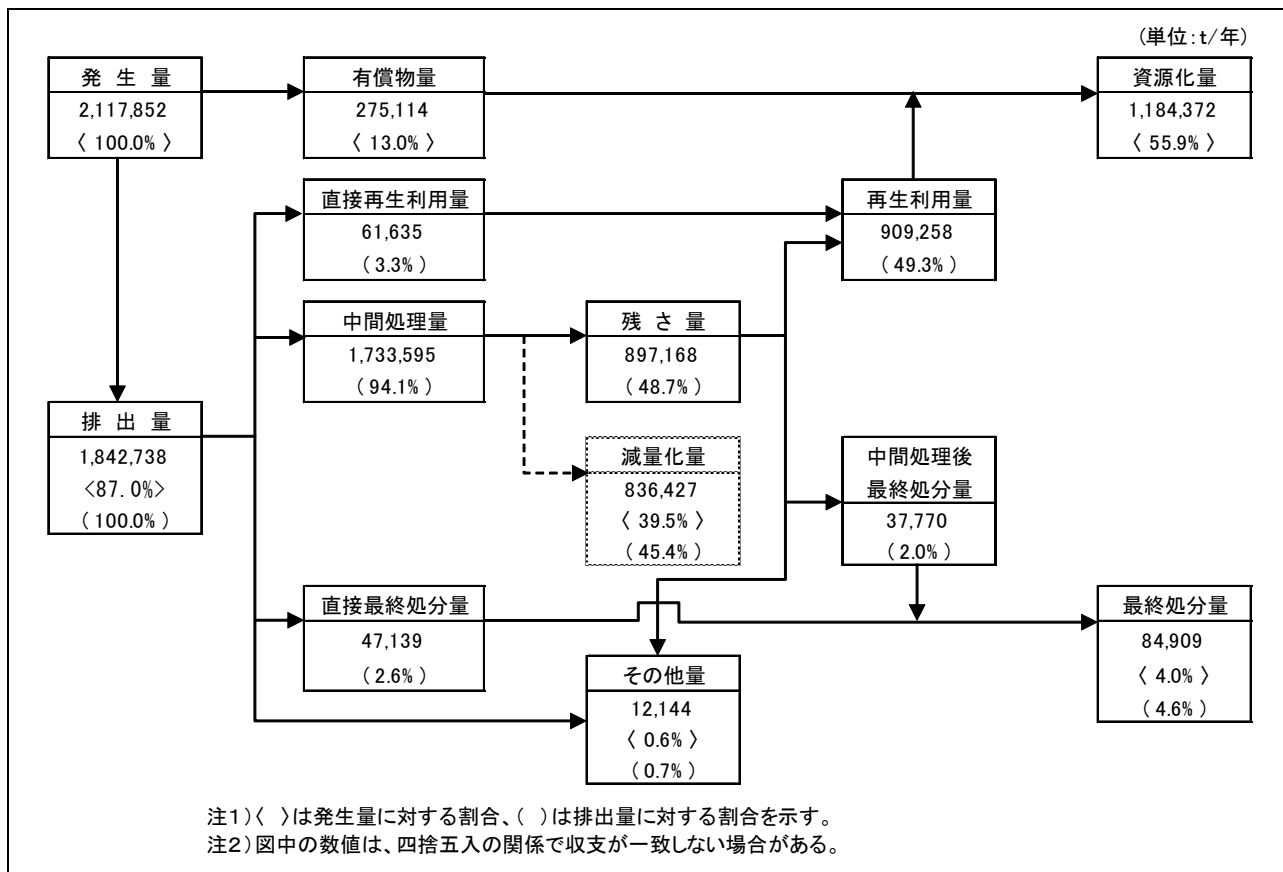 (単位:t/年)
発 生 量
2,117,852
〈 100.0% 〉
有償物量
275,114
〈 13.0% 〉
資源化量
1,184,372
〈 55.9% 〉
直接再生利用量
61,635
( 3.3% )
再生利用量
909,258
( 49.3% )
中間処理量
1,733,595
( 94.1% )
残 さ 量
897,168
( 48.7% )
排 出 量
1,842,738
<87.0%>
( 100.0% )
減量化量
836,427
〈 39.5% 〉
( 45.4% )
中間処理後
最終処分量
37,770
( 2.0% )
直接最終処分量
47,139
( 2.6% )
最終処分量
84,909
〈 4.0% 〉
( 4.6% )
その他量
12,144
〈 0.6% 〉
( 0.7% )
注1)〈 〉は発生量に対する割合、( )は排出量に対する割合を示す。
注2)図中の数値は、四捨五入の関係で収支が一致しない場合がある。